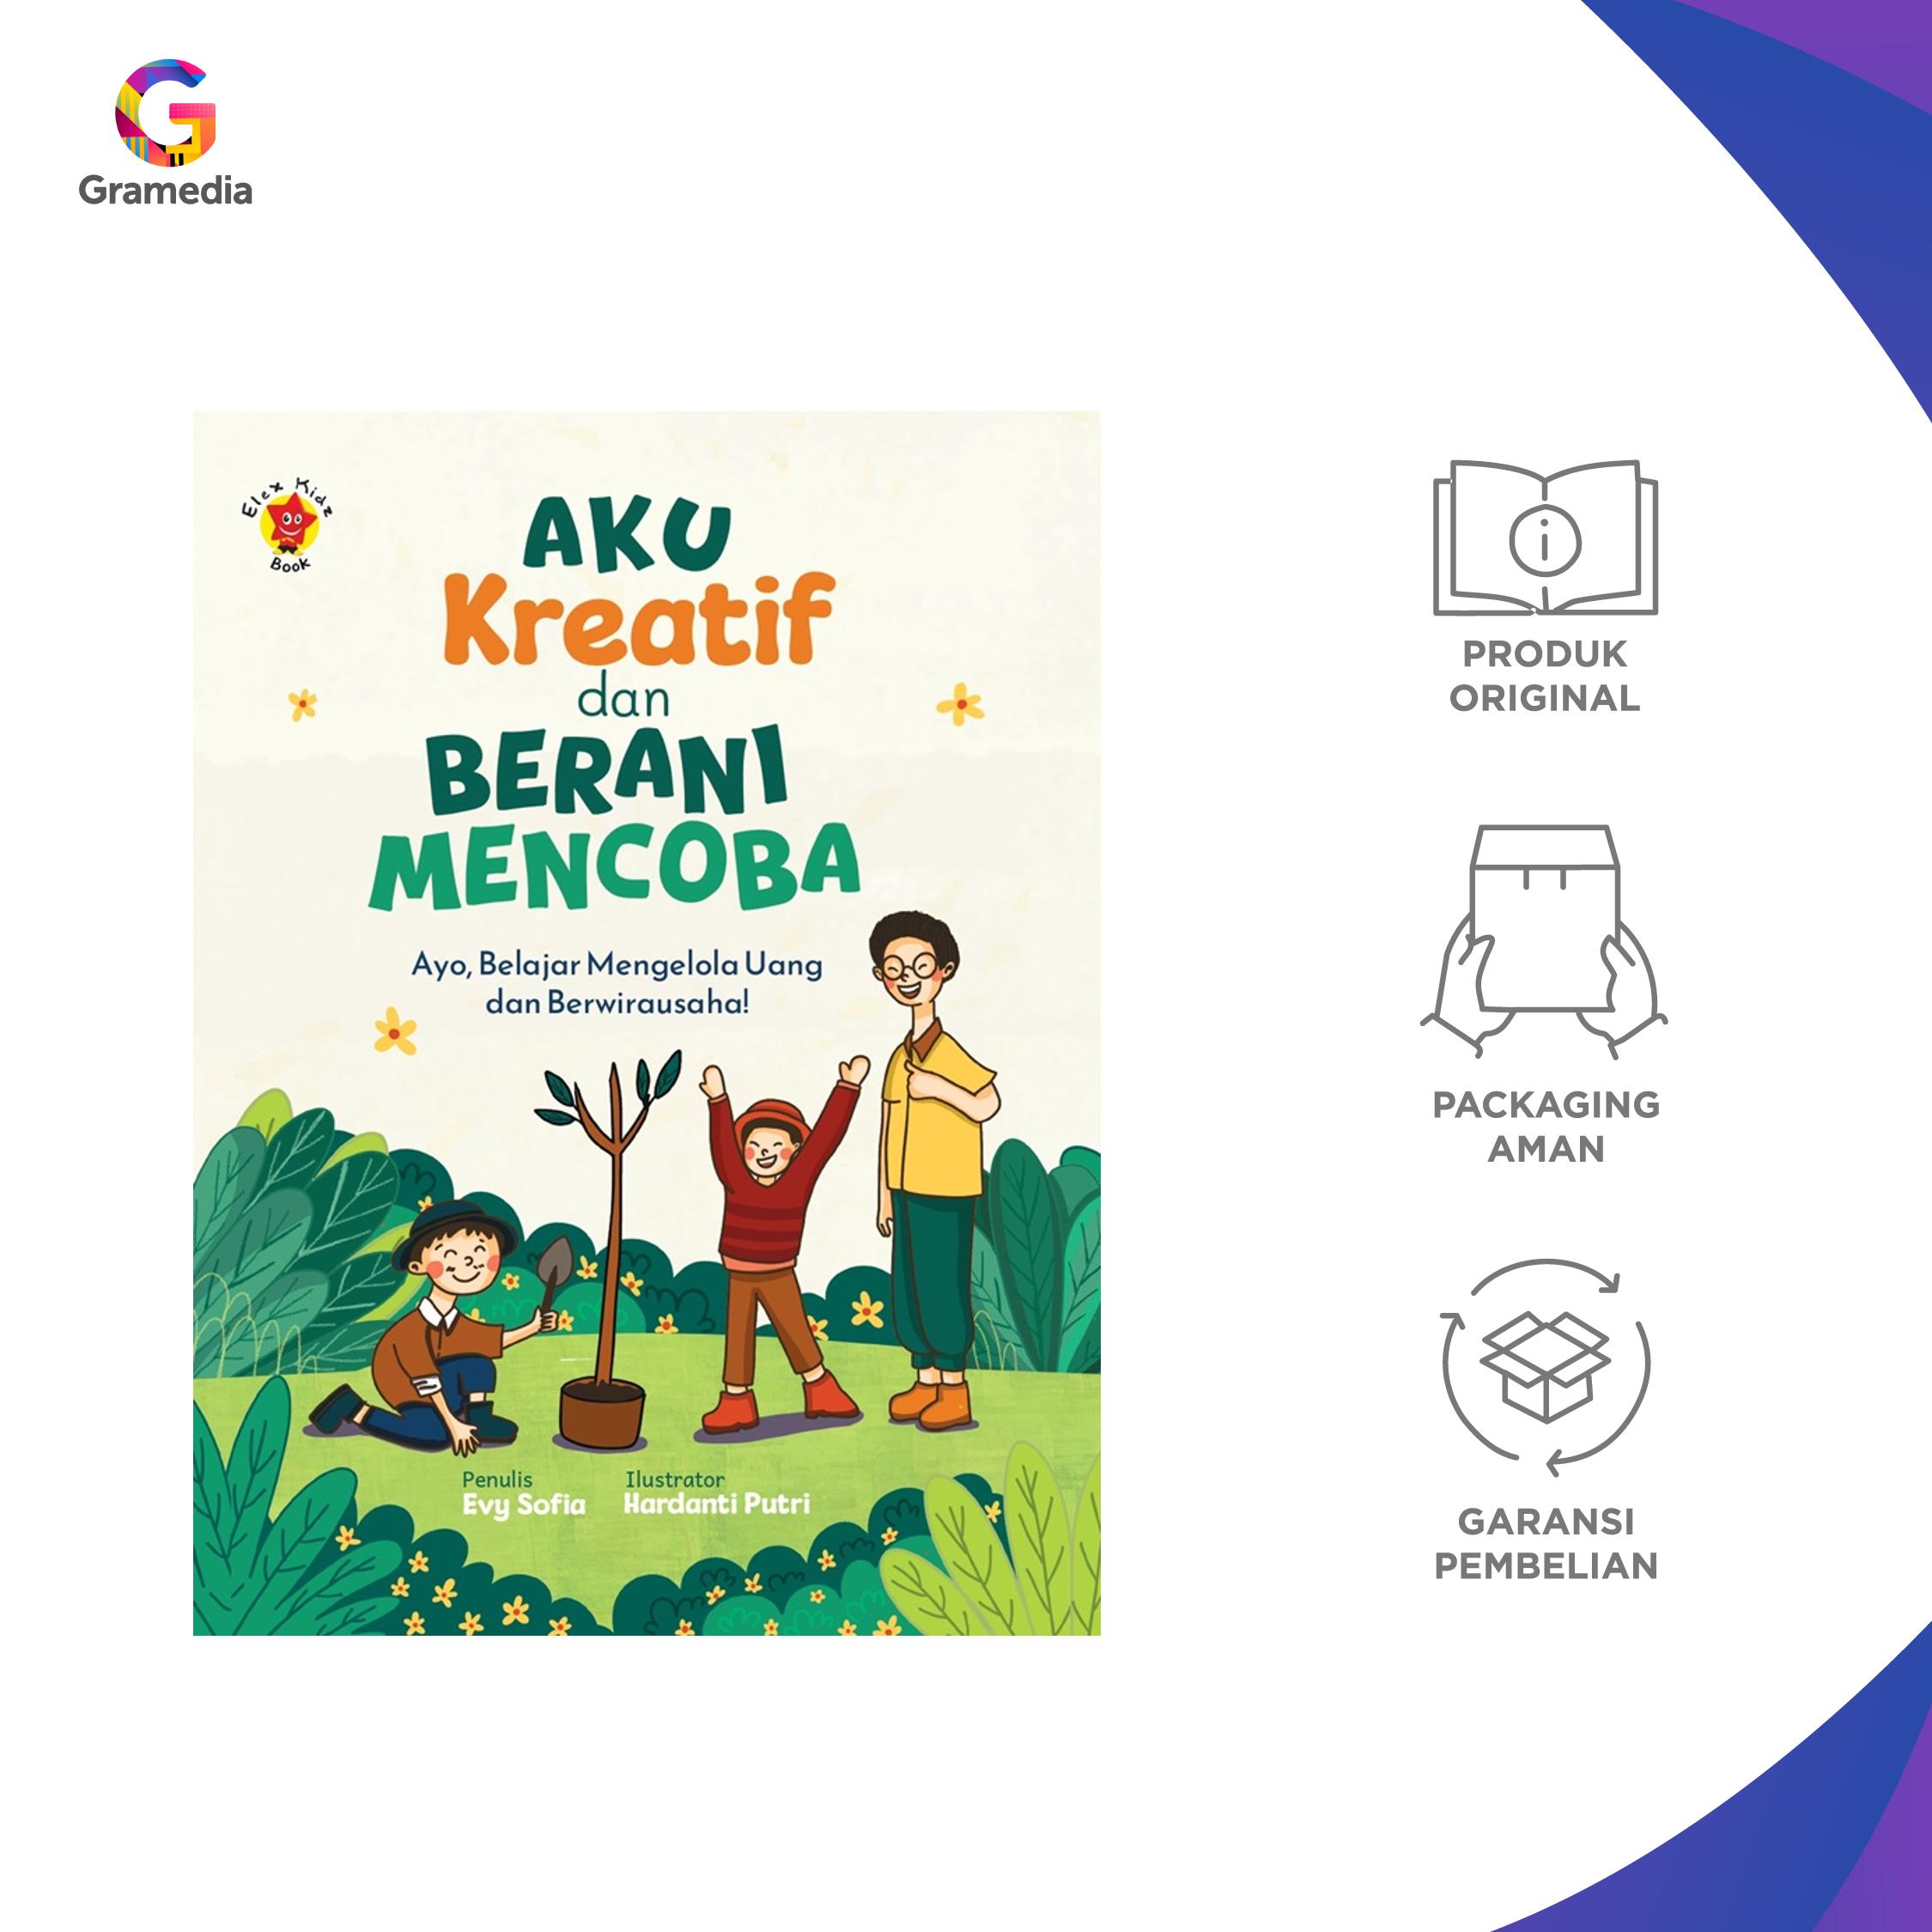 Gramedia
Elex Kidz
Book
AKU
Kreatif
dan
BERANI
MENCOBA
Ayo, Belajar Mengelola Uang
dan Berwirausaha!
Penulis
Evy Sofia
Ilustrator
Hardanti Putri
PRODUK
ORIGINAL
PACKAGING
AMAN
GARANSI
PEMBELIAN